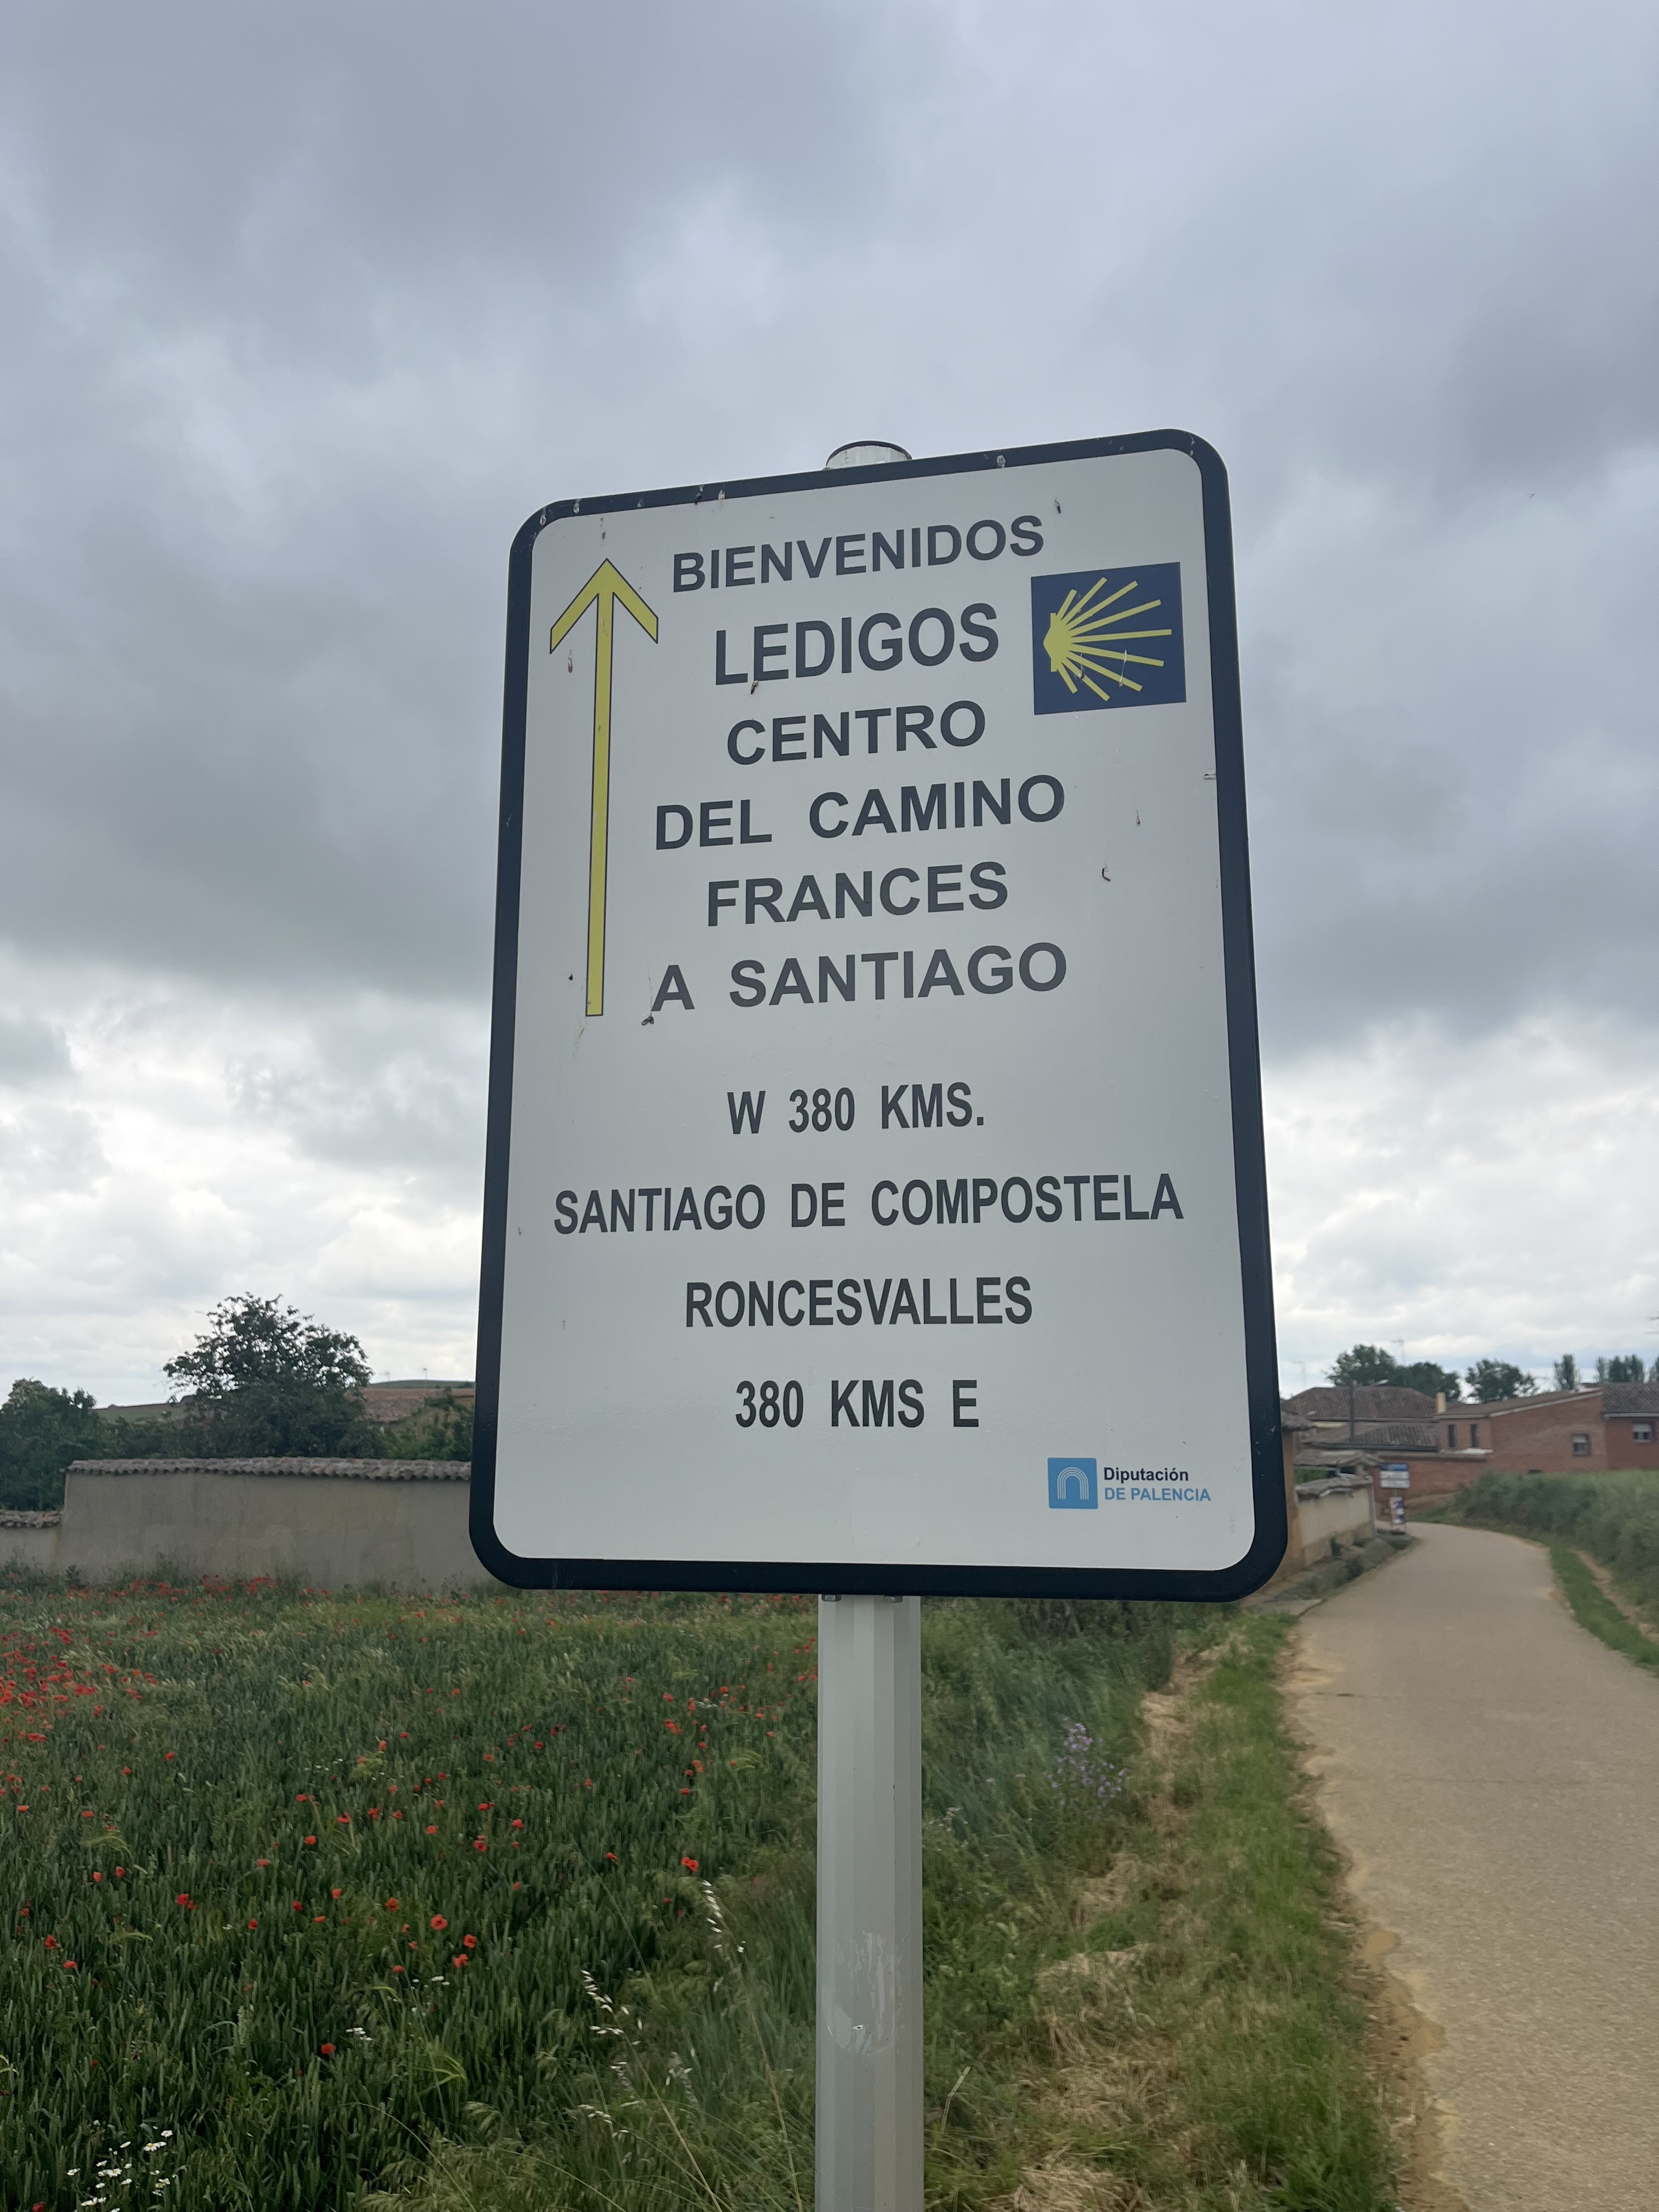 BIENVENIDOS
LEDIGOS
CENTRO
DEL CAMINO
FRANCES
A SANTIAGO
W 380 KMS.
SANTIAGO DE COMPOSTELA
RONCESVALLES
380 KMS E
Diputación
DE PALENCIA